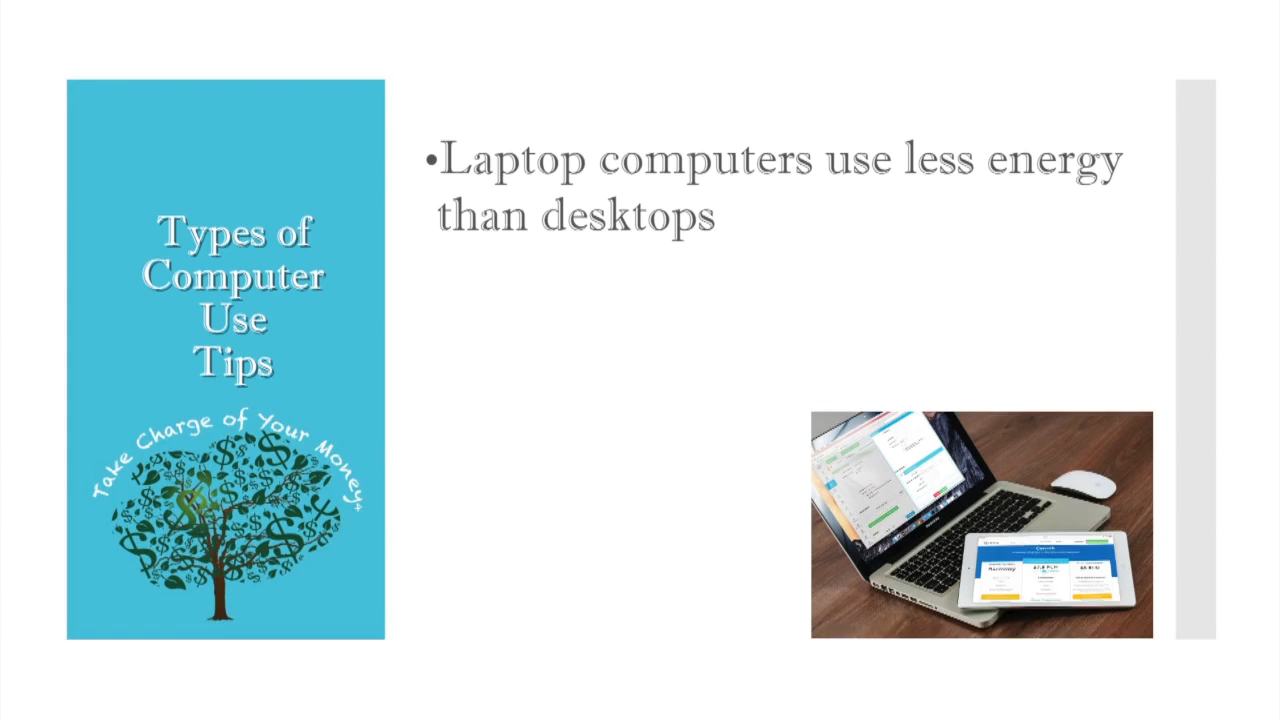 Types of
Computer
Use
Tips
Take Charge of Your Money
•Laptop computers use less energy
than desktops